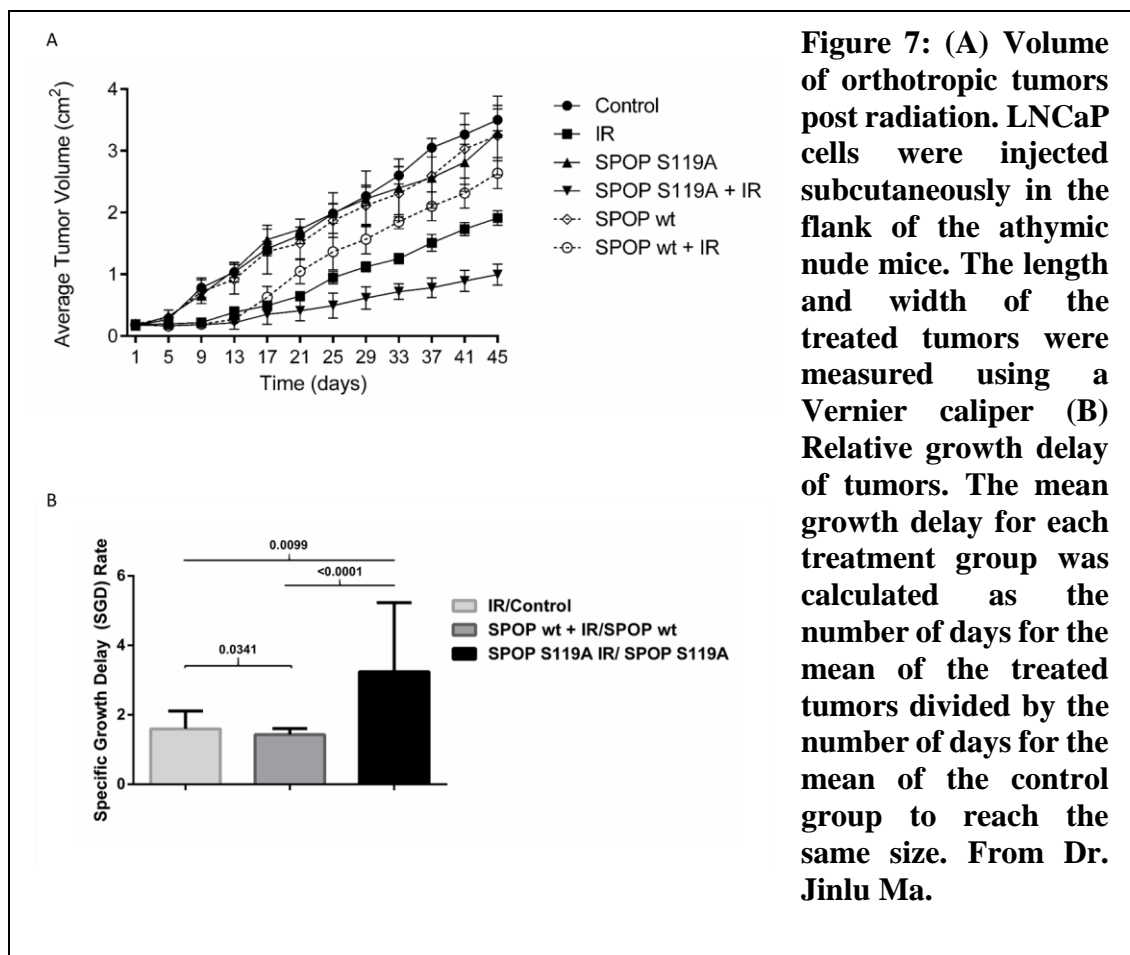 A
Average Tumor Volume (cm²)
4
3
2
1
0
1 5 9 13 17 21 25 29 33 37 41 45
Time (days)
Control
IR
SPOP S119A
SPOP S119A + IR
SPOP wt
SPOP wt + IR
B
Specific Growth Delay (SGD) Rate
6
4
2
0
0.0099
<0.0001
0.0341
IR/Control
SPOP wt + IR/SPOP wt
SPOP S119A IR/ SPOP S119A
Figure 7: (A) Volume
of orthotropic tumors
post radiation. LNCaP
cells were injected
subcutaneously in the
flank of the athymic
nude mice. The length
and width of the
treated tumors were
measured using a
Vernier caliper (B)
Relative growth delay
of tumors. The mean
growth delay for each
treatment group was
calculated as the
number of days for the
mean of the treated
tumors divided by the
number of days for the
mean of the control
group to reach the
same size. From Dr.
Jinlu Ma.